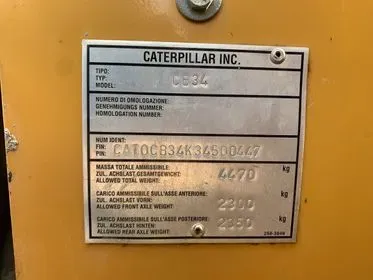 CATERPILLAR INC.
TIPO:
TYP:
MODEL: CB34
NUMERO DI OMOLOGAZIONE:
GENEHMIGUNGS NUMMER:
HOMOLOGATION NUMBER:
NUM IDENT:
FIN:
PIN: CAT0CB34K34500447
MASSA TOTALE AMMISSIBILE: kg
ZUL. ACHSLAST GESAMTGEWICHT: 4470
ALLOWED TOTAL WEIGHT:
CARICO AMMISSIBILE SULL'ASSE ANTERIORE: kg
ZUL. ACHSLAST VORN: 2300
ALLOWED FRONT AXLE WEIGHT:
CARICO AMMISSIBILE SULL'ASSE POSTERIORE: kg
ZUL. ACHSLAST HINTEN: 2350
ALLOWED REAR AXLE WEIGHT: